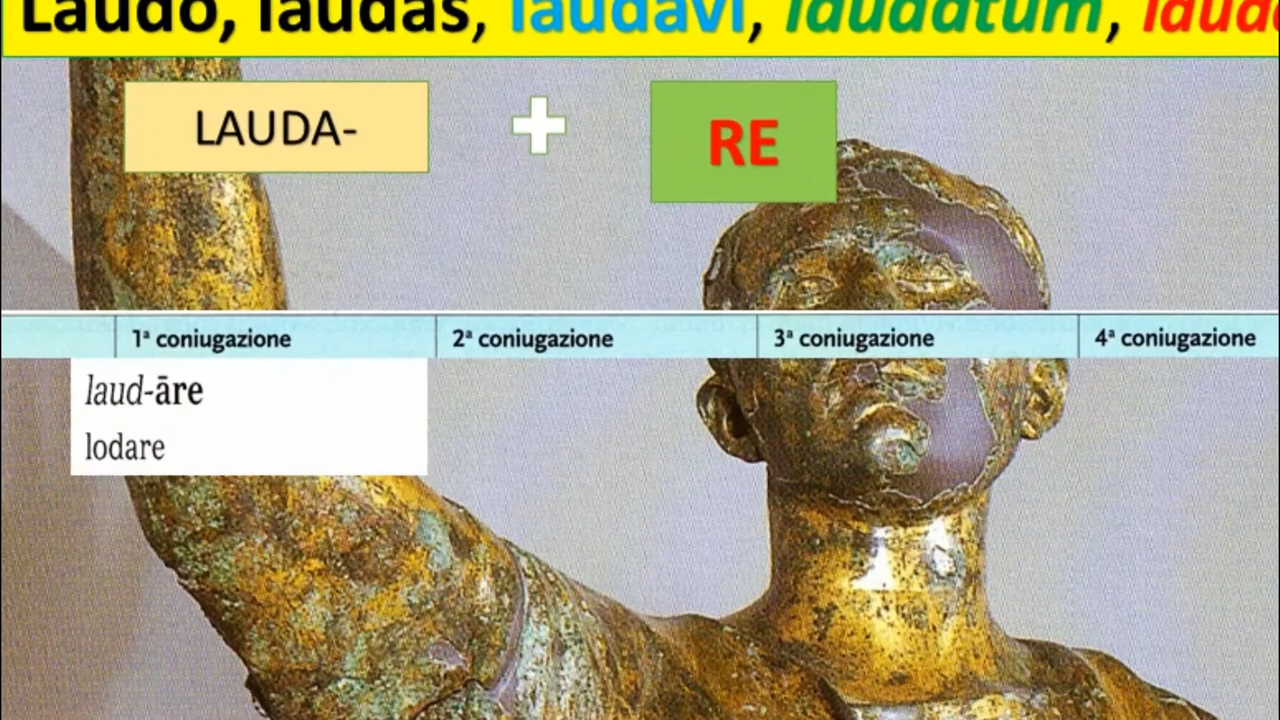 Laudo, laudas, laudavi, laudatum,
LAUDA- RE
1ª coniugazione 2ª coniugazione 3ª coniugazione 4ª coniugazione
laud-āre
lodare